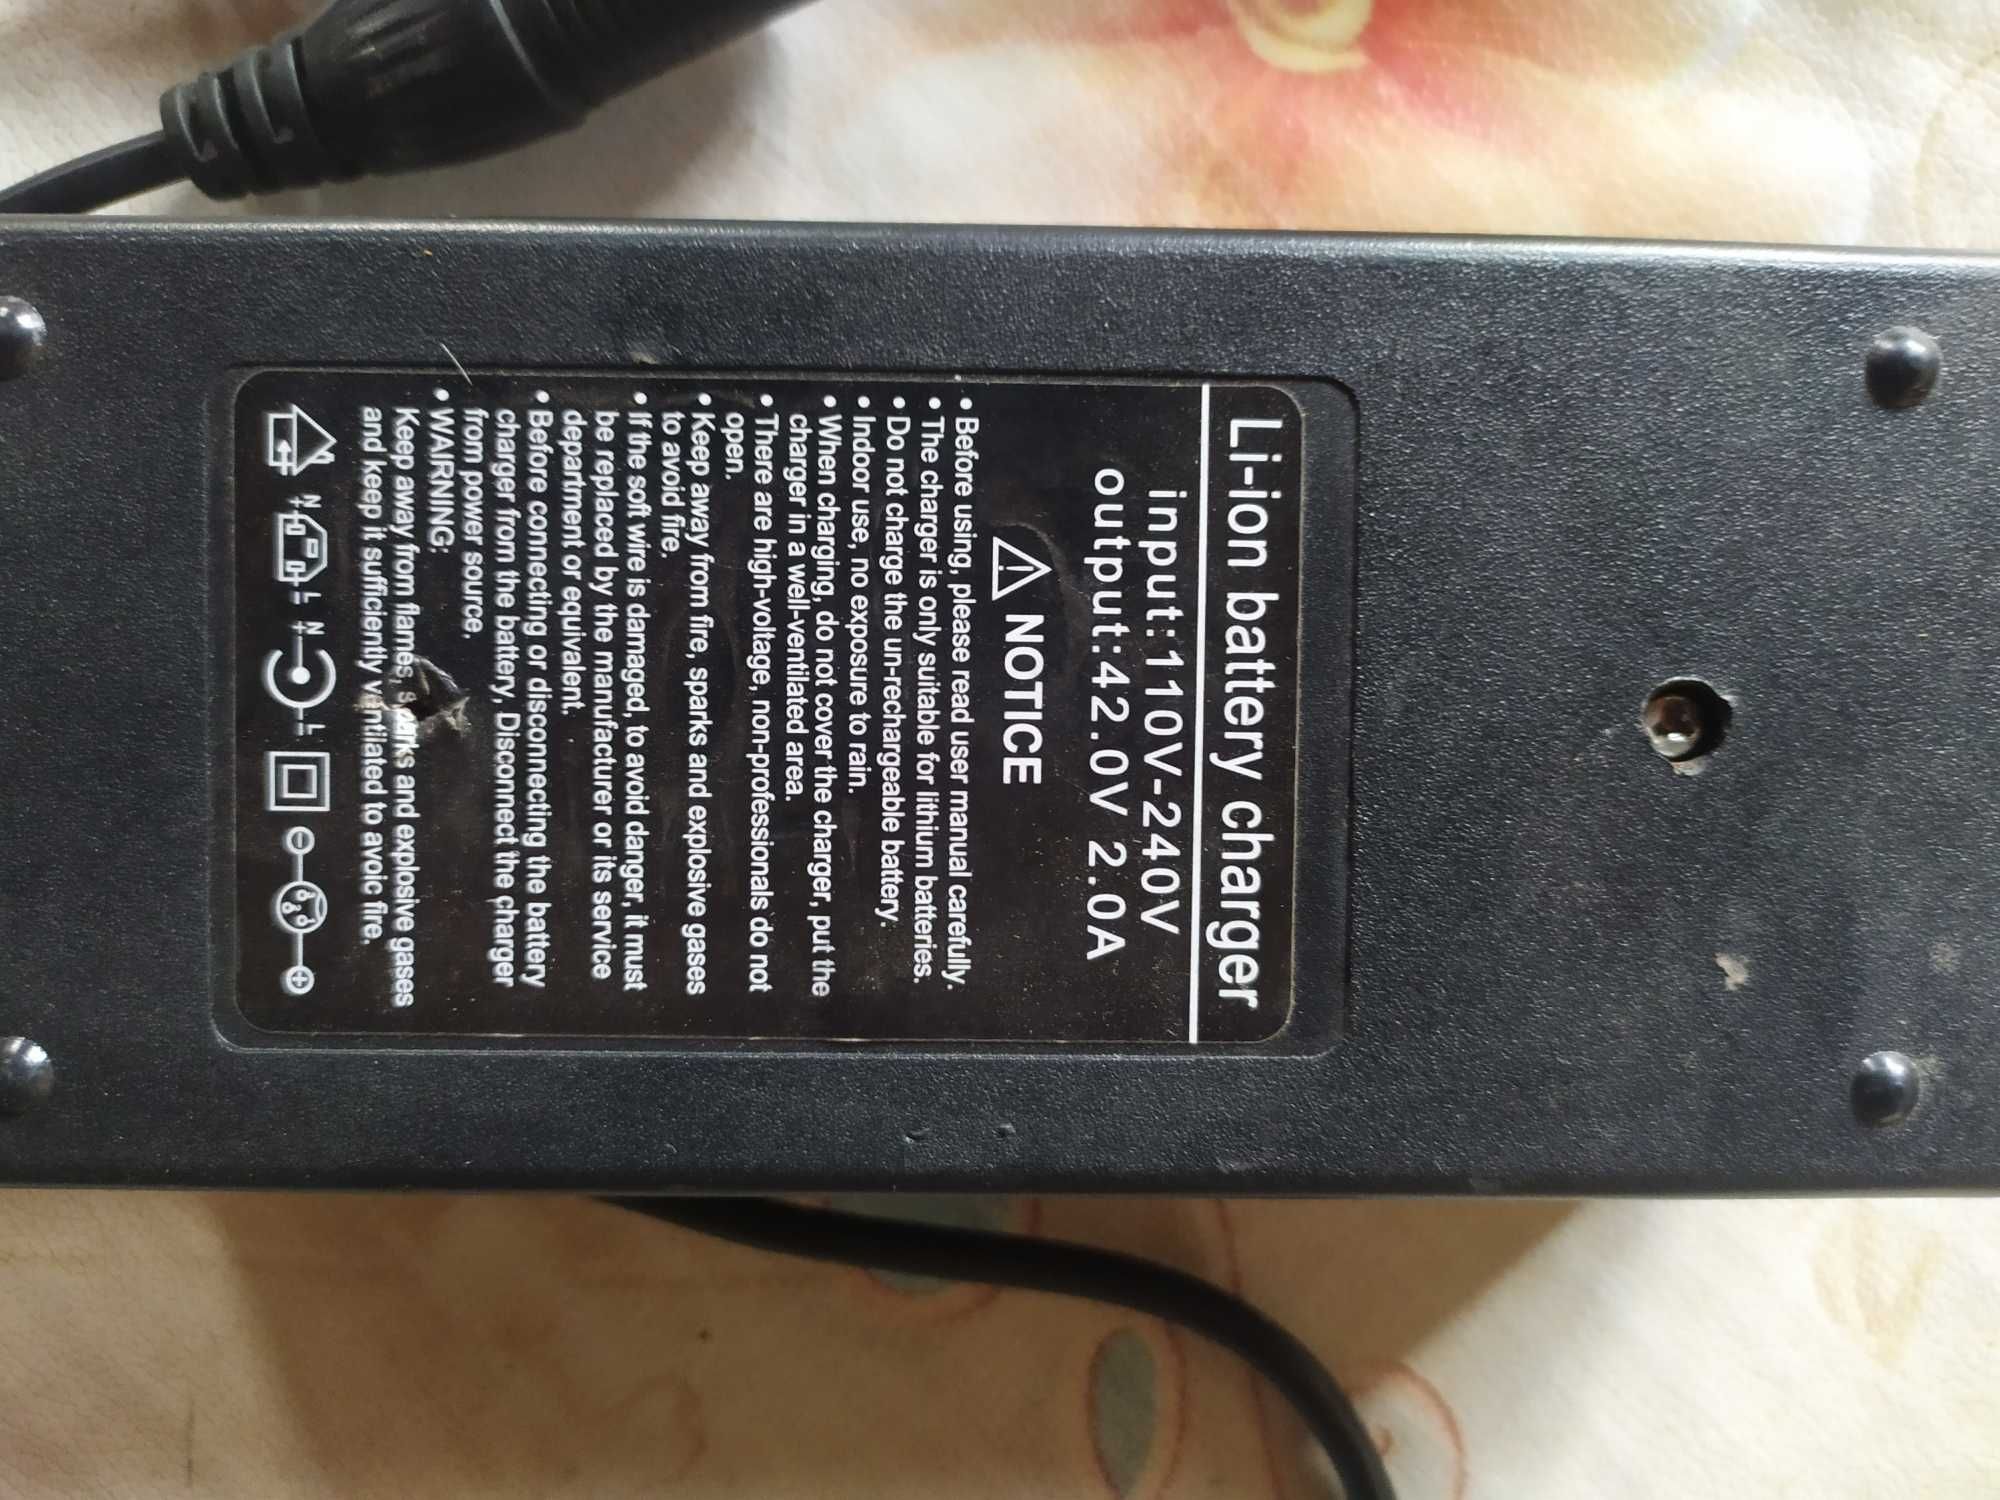 Li-ion battery charger
input:110V-240V
output:42.0V 2.0A
NOTICE
• Before using, please read user manual carefully.
• The charger is only suitable for lithium batteries.
• Do not charge the un-rechargeable battery.
• Indoor use, no exposure to rain.
• When charging, do not cover the charger, put the
charger in a well-ventilated area.
• There are high-voltage, non-professionals do not
open.
• Keep away from fire, sparks and explosive gases
to avoid fire.
• If the soft wire is damaged, to avoid danger, it must
be replaced by the manufacturer or its service
department or equivalent.
• Before connecting or disconnecting the battery
charger from the battery, Disconnect the charger
from power source,
• WARNING:
Keep away from flames, sparks and explosive gases
and keep it sufficiently ventilated to avoic fire.
N L N L